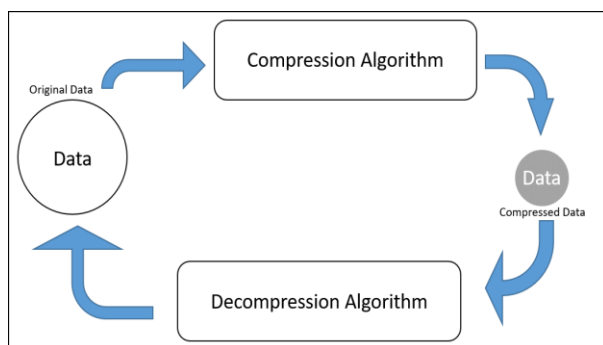 Compression Algorithm
Original Data
Data
Data
Compressed Data
Decompression Algorithm